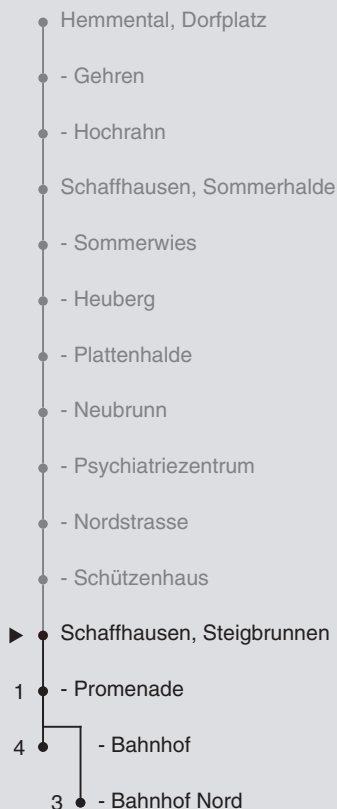 Hemmental, Dorfplatz
- Gehren
- Hochrahn
Schaffhausen, Sommerhalde
- Sommerwies
- Heuberg
- Plattenhalde
- Neubrunn
- Psychiatriezentrum
- Nordstrasse
- Schützenhaus
Schaffhausen, Steigbrunnen
1 - Promenade
4 - Bahnhof
3 - Bahnhof Nord